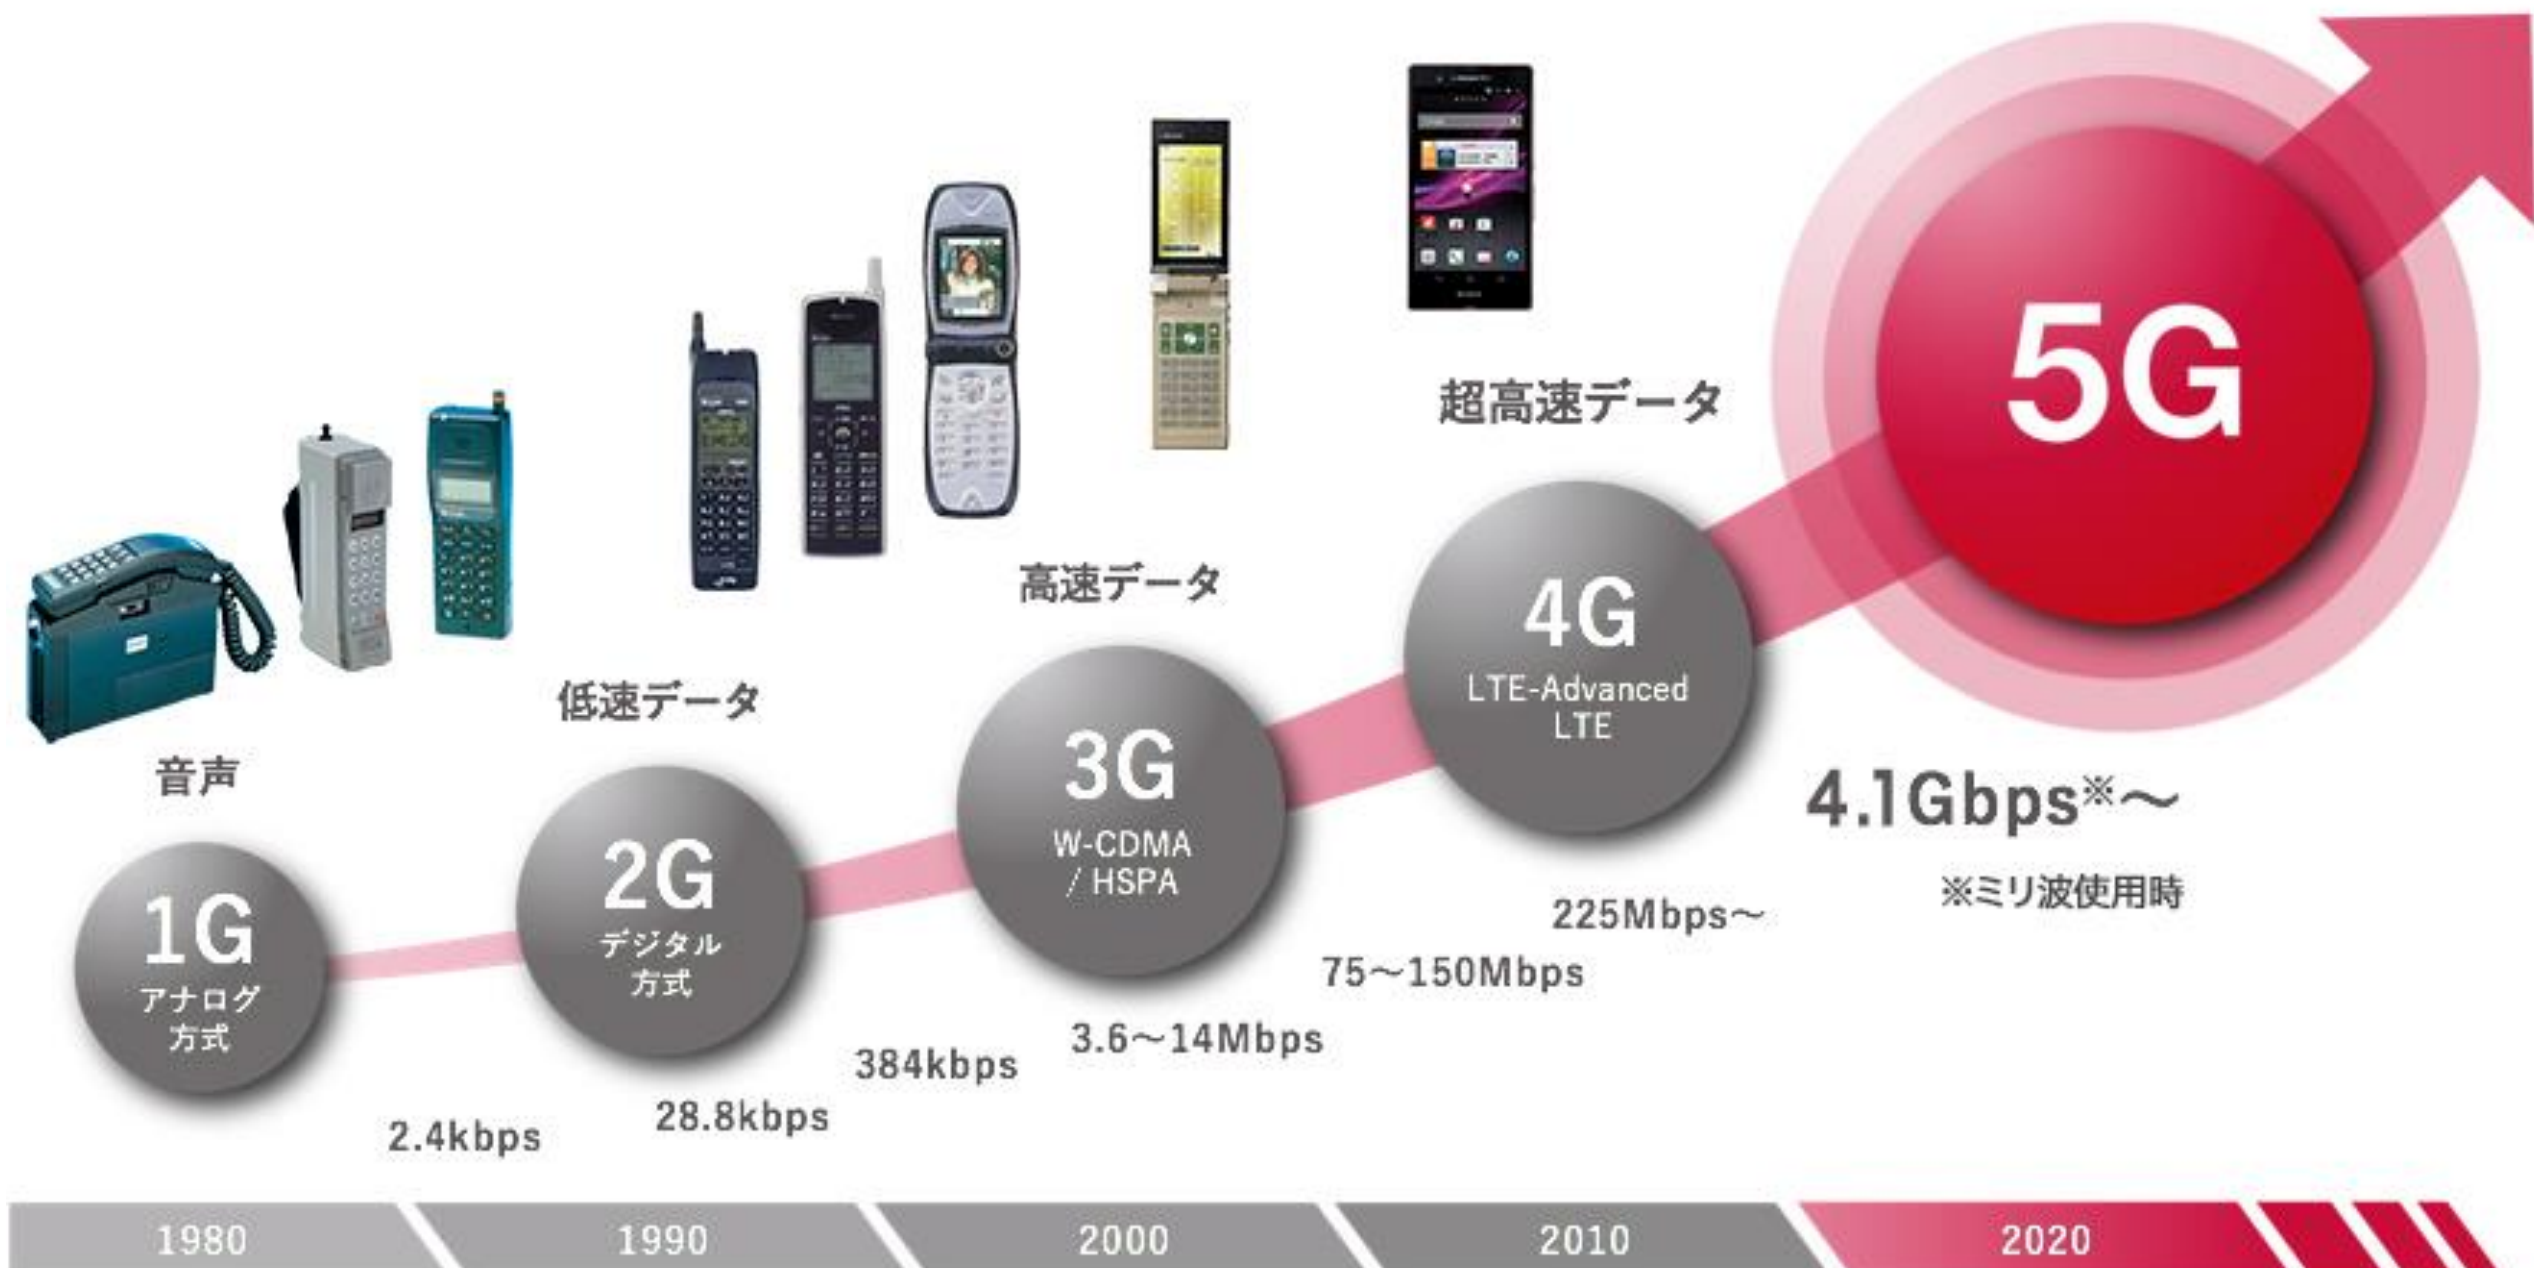 超高速データ
高速データ
低速データ
音声
1G
アナログ
方式
2G
デジタル
方式
3G
W-CDMA
/ HSPA
4G
LTE-Advanced
LTE
5G
2.4kbps
28.8kbps
384kbps
3.6～14Mbps
75～150Mbps
225Mbps～
4.1Gbps※～
※ミリ波使用時
1980
1990
2000
2010
2020